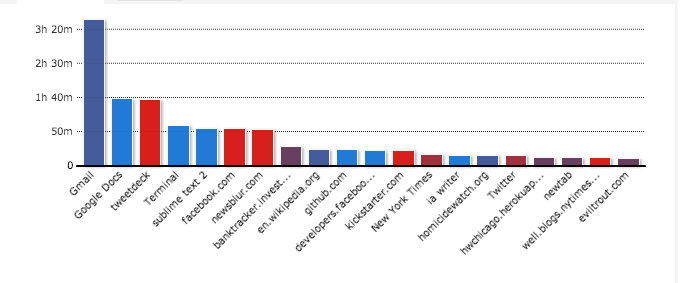 3h 20m
2h 30m
1h 40m
50m
0
Gmail
Google Docs
tweetdeck
Terminal
sublime text 2
facebook.com
newsblur.com
banktracker.invest...
en.wikipedia.org
github.com
developers.faceboo...
kickstarter.com
New York Times
ia writer
homicidewatch.org
Twitter
hwchicago.herokuap...
newtab
well.blogs.nytimes...
eviltrout.com